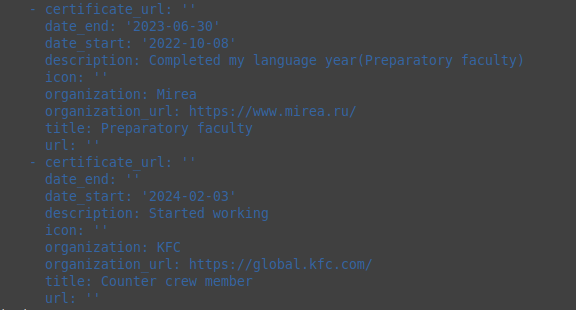 - certificate_url: ''
date_end: '2023-06-30'
date_start: '2022-10-08'
description: Completed my language year(Preparatory faculty)
icon: ''
organization: Mirea
organization_url: https://www.mirea.ru/
title: Preparatory faculty
url: ''
- certificate_url: ''
date_end: ''
date_start: '2024-02-03'
description: Started working
icon: ''
organization: KFC
organization_url: https://global.kfc.com/
title: Counter crew member
url: ''